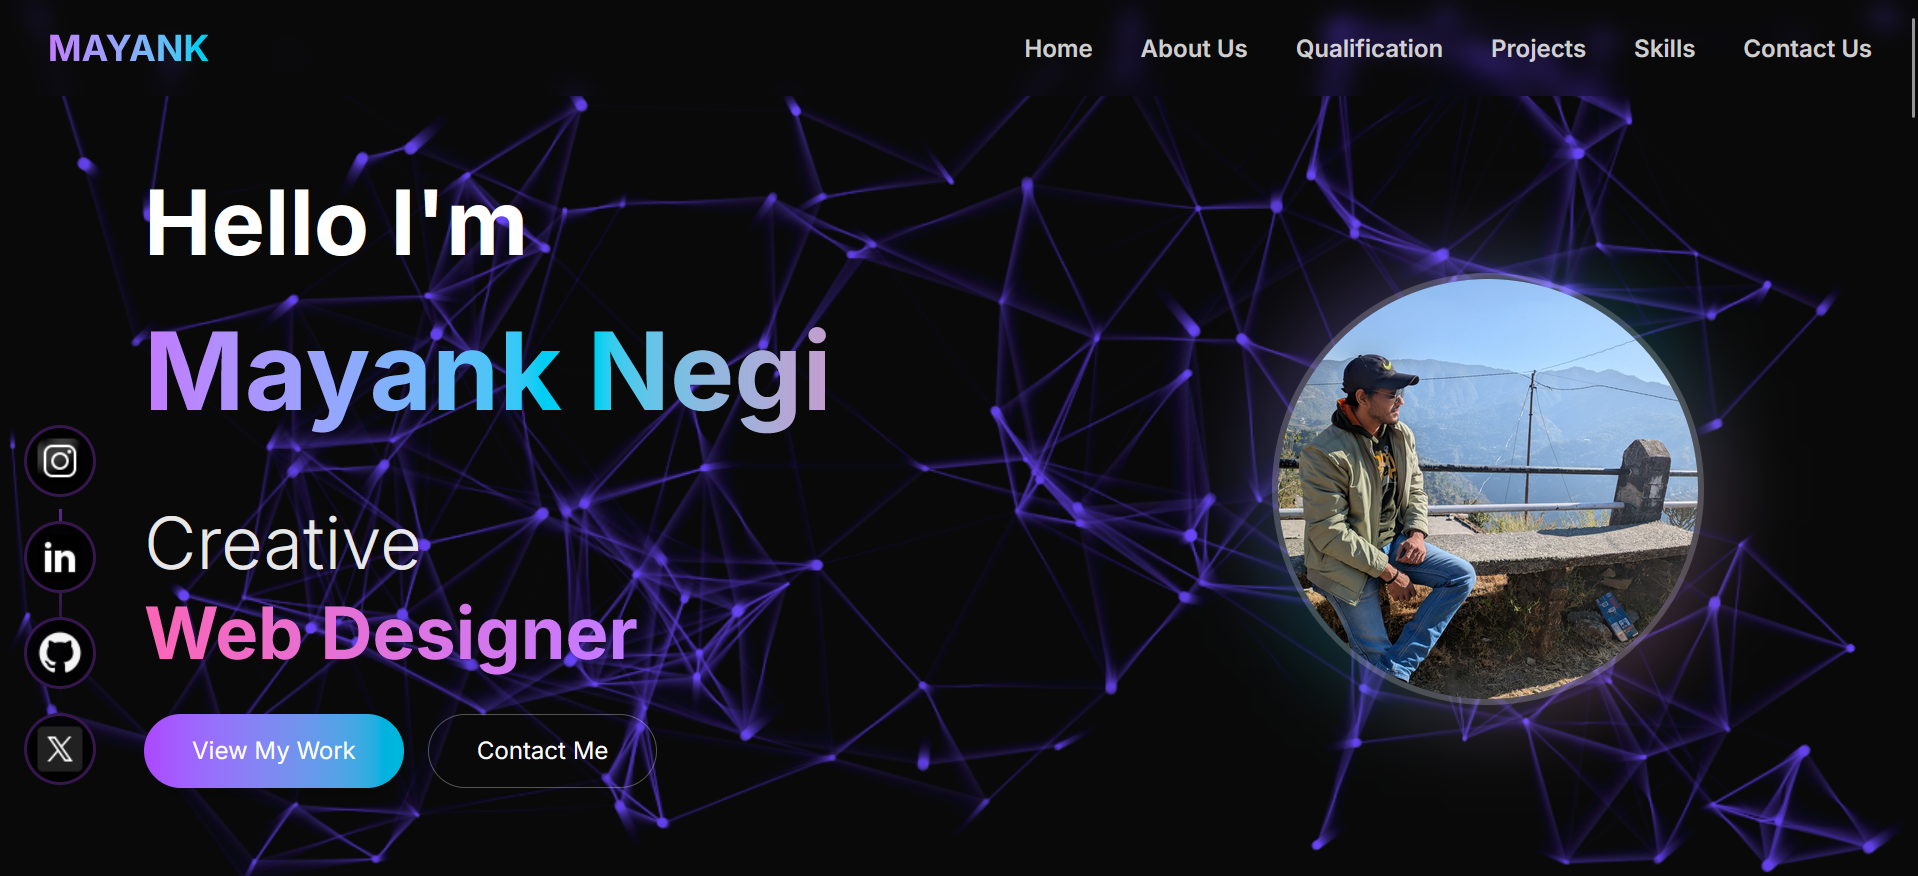 MAYANK
Home About Us Qualification Projects Skills Contact Us
Hello I'm
Mayank Negi
in
Creative
Web Designer
X
View My Work Contact Me